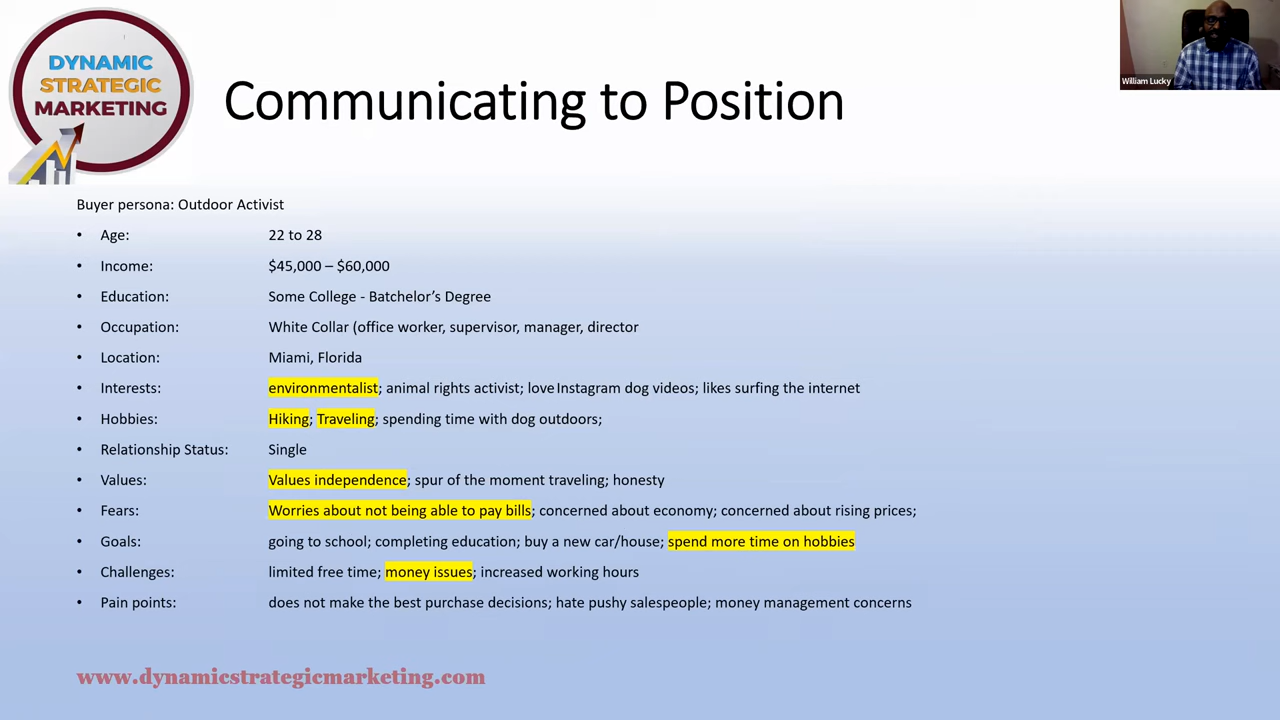 DYNAMIC
STRATEGIC
MARKETING
Communicating to Position
William Lucky
Buyer persona: Outdoor Activist
• Age: 22 to 28
• Income: $45,000 – $60,000
• Education: Some College - Batchelor’s Degree
• Occupation: White Collar (office worker, supervisor, manager, director
• Location: Miami, Florida
• Interests: environmentalist; animal rights activist; love Instagram dog videos; likes surfing the internet
• Hobbies: Hiking; Traveling; spending time with dog outdoors;
• Relationship Status: Single
• Values: Values independence; spur of the moment traveling; honesty
• Fears: Worries about not being able to pay bills; concerned about economy; concerned about rising prices;
• Goals: going to school; completing education; buy a new car/house; spend more time on hobbies
• Challenges: limited free time; money issues; increased working hours
• Pain points: does not make the best purchase decisions; hate pushy salespeople; money management concerns
www.dynamicstrategicmarketing.com